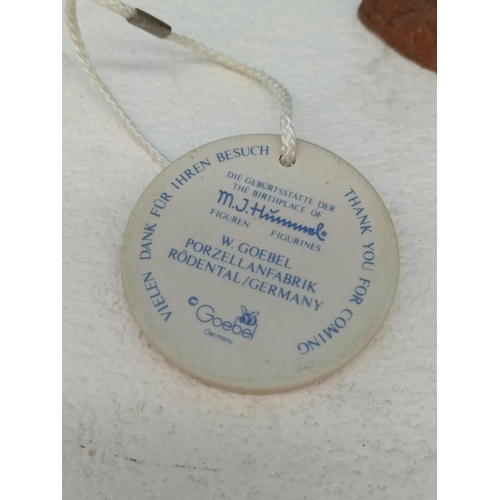 VIELEN DANK FÜR IHREN BESUCH
THANK YOU FOR COMING
DIE GEBURTSSTÄTTE DER
THE BIRTHPLACE OF
M.J.Hummel®
FIGUREN FIGURINES
W. GOEBEL
PORZELLANFABRIK
RÖDENTAL/GERMANY
© Goebel
Germany